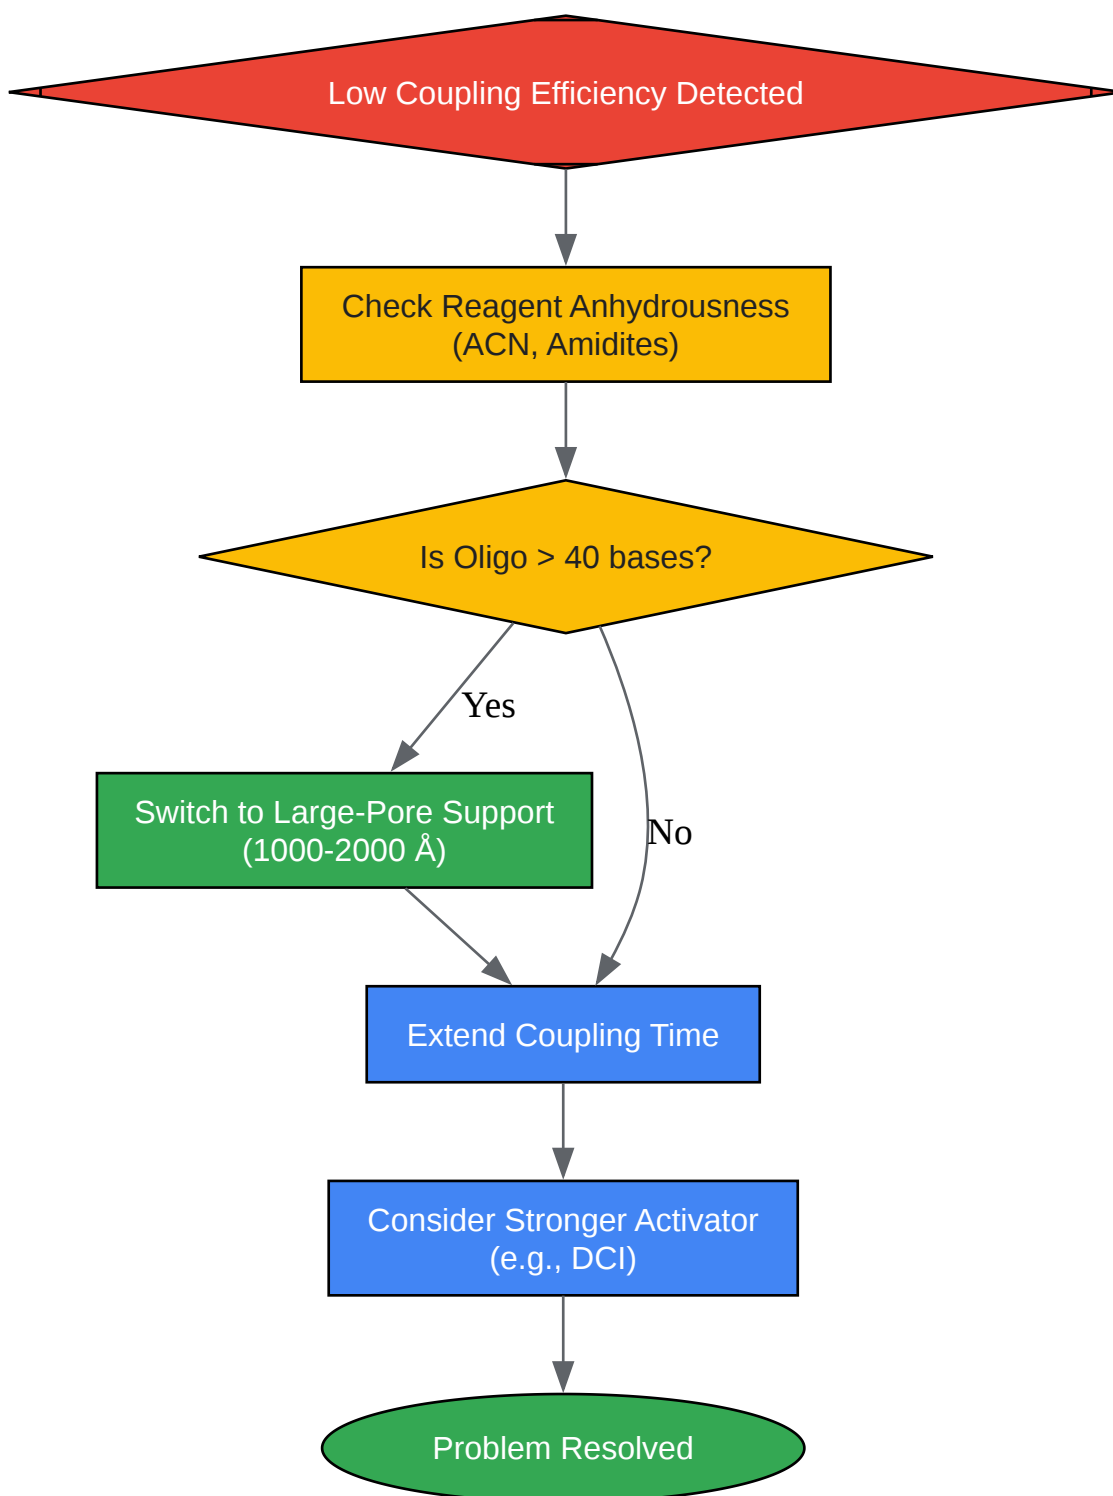 Low Coupling Efficiency Detected
Check Reagent Anhydrousness
(ACN, Amidites)
Is Oligo > 40 bases?
Yes
Switch to Large-Pore Support
(1000-2000 Å)
No
Extend Coupling Time
Consider Stronger Activator
(e.g., DCI)
Problem Resolved